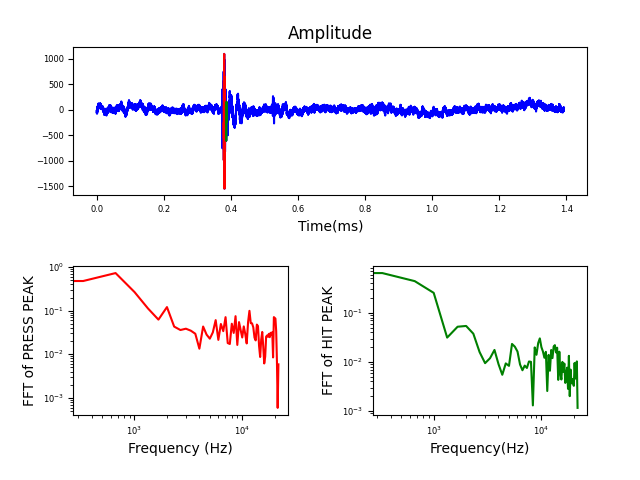 Amplitude
1000
500
0
−500
−1000
−1500
0.0 0.2 0.4 0.6 0.8 1.0 1.2 1.4
Time(ms)
FFT of PRESS PEAK
10⁰
10⁻¹
10⁻²
10⁻³
10³ 10⁴
Frequency (Hz)
FFT of HIT PEAK
10⁻¹
10⁻²
10⁻³
10³ 10⁴
Frequency(Hz)